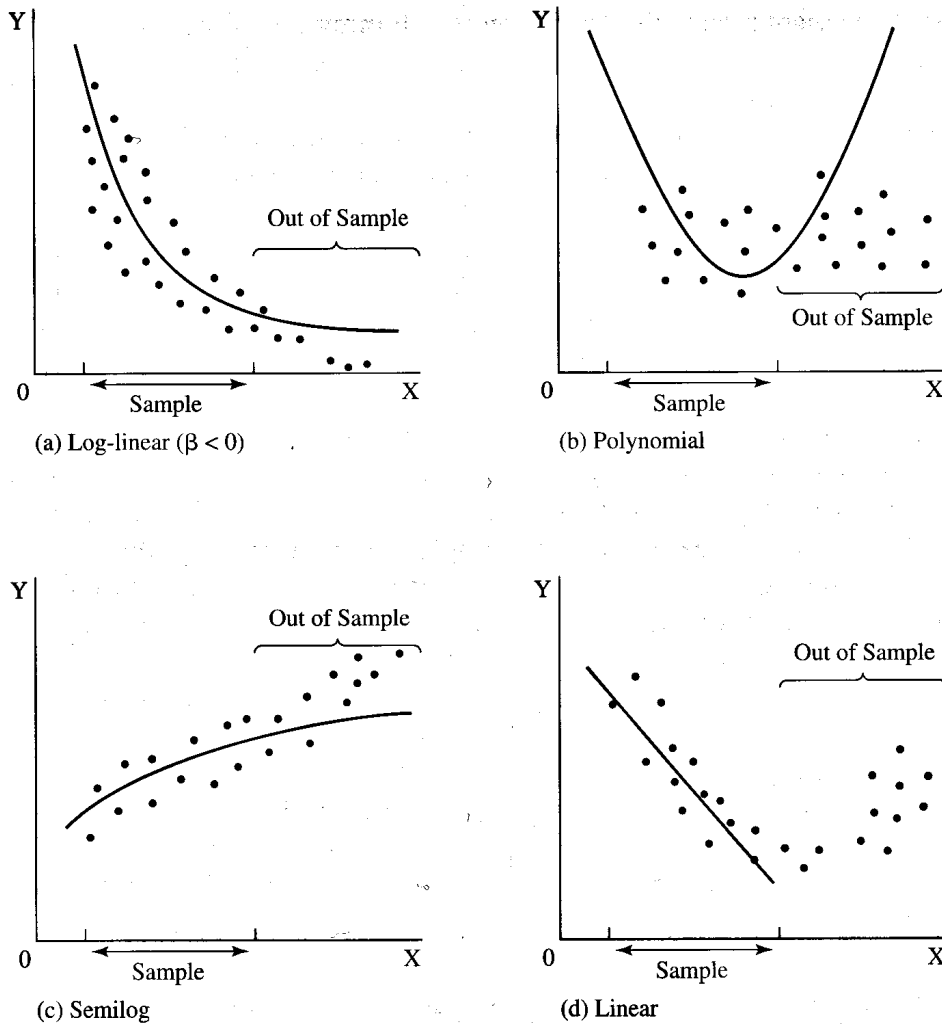 Y
Out of Sample
0
Sample
X
(a) Log-linear (β < 0)
Y
Out of Sample
0
Sample
X
(b) Polynomial
Y
Out of Sample
0
Sample
X
(c) Semilog
Y
Out of Sample
0
Sample
X
(d) Linear